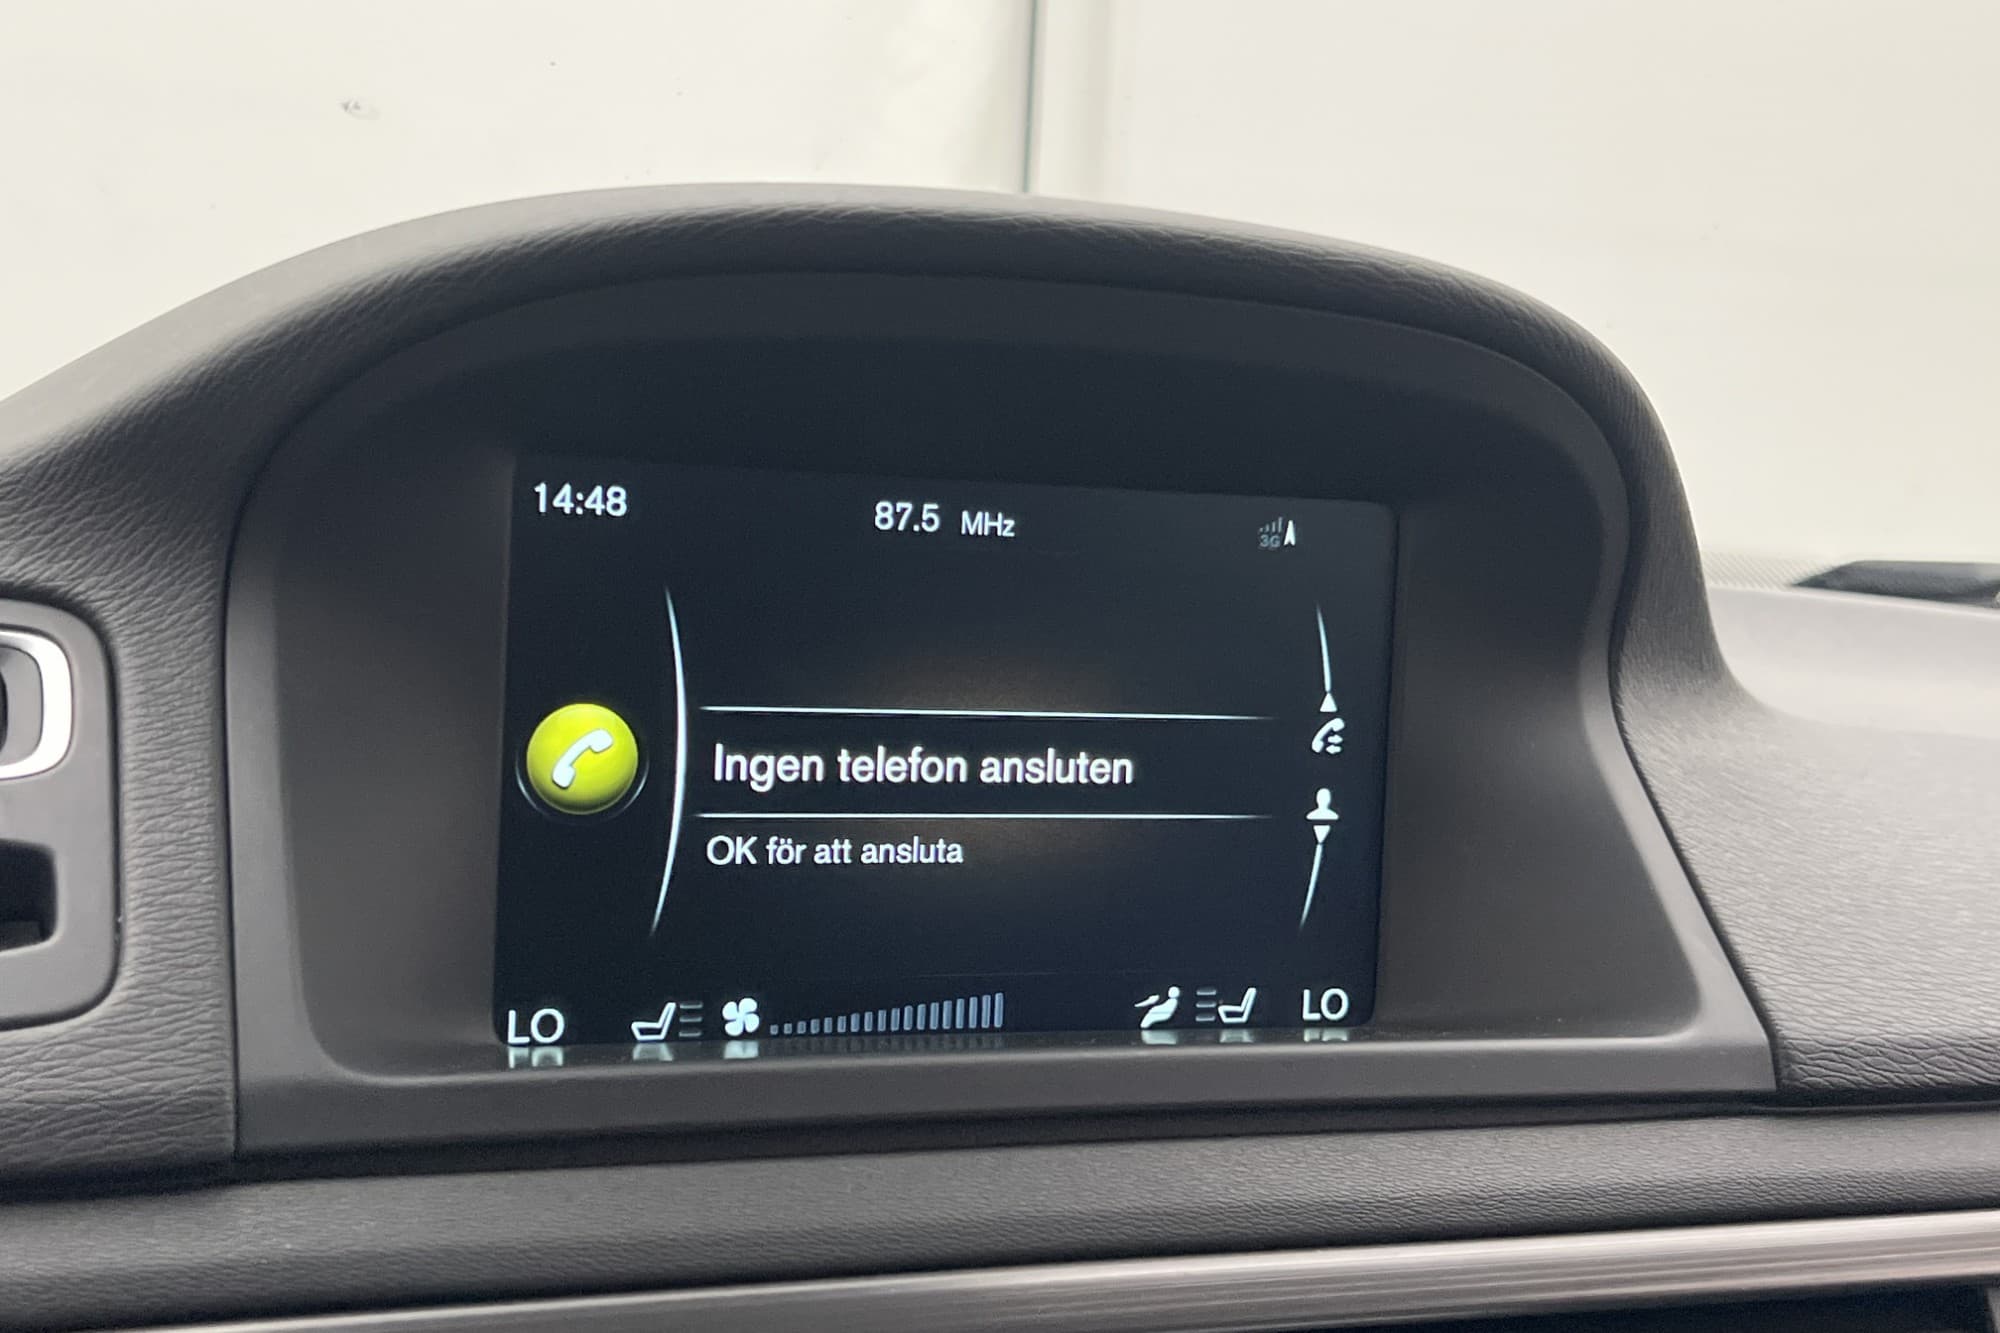 14:48
87.5 MHz
3G
Ingen telefon ansluten
OK för att ansluta
LO
LO